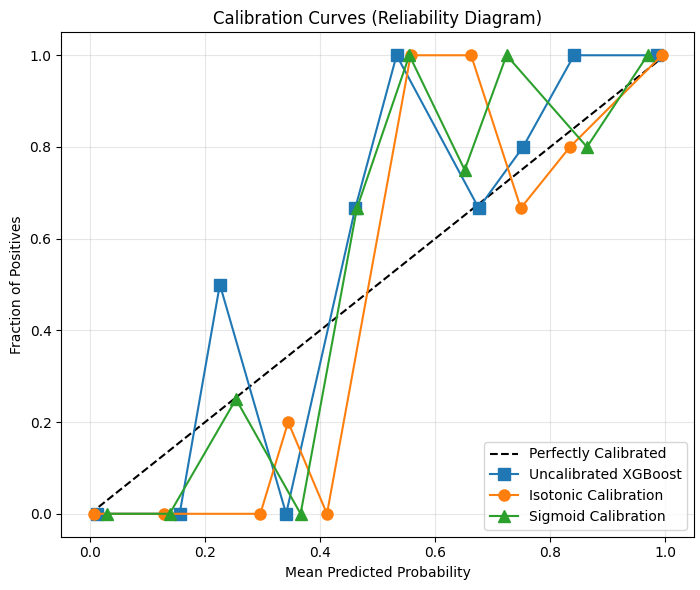 Calibration Curves (Reliability Diagram)
1.0
0.8
0.6
0.4
0.2
0.0
Fraction of Positives
0.0 0.2 0.4 0.6 0.8 1.0
Mean Predicted Probability
Perfectly Calibrated
Uncalibrated XGBoost
Isotonic Calibration
Sigmoid Calibration